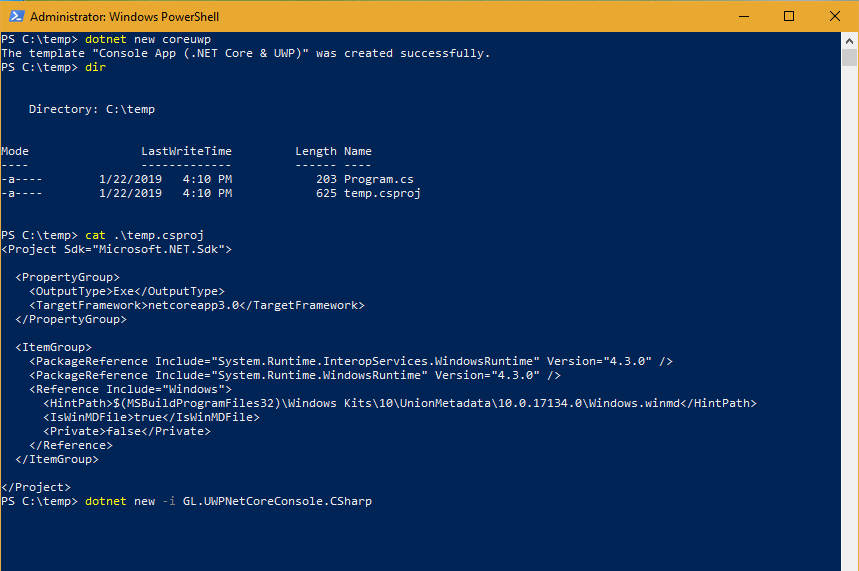 Administrator: Windows PowerShell
PS C:\temp> dotnet new coreuwp
The template "Console App (.NET Core & UWP)" was created successfully.
PS C:\temp> dir
    Directory: C:\temp
Mode                LastWriteTime         Length Name
----                -------------         ------ ----
-a----        1/22/2019   4:10 PM            203 Program.cs
-a----        1/22/2019   4:10 PM            625 temp.csproj
PS C:\temp> cat .\temp.csproj
<Project Sdk="Microsoft.NET.Sdk">
  <PropertyGroup>
    <OutputType>Exe</OutputType>
    <TargetFramework>netcoreapp3.0</TargetFramework>
  </PropertyGroup>
  <ItemGroup>
    <PackageReference Include="System.Runtime.InteropServices.WindowsRuntime" Version="4.3.0" />
    <PackageReference Include="System.Runtime.WindowsRuntime" Version="4.3.0" />
    <Reference Include="Windows">
      <HintPath>$(MSBuildProgramFiles32)\Windows Kits\10\UnionMetadata\10.0.17134.0\Windows.winmd</HintPath>
      <IsWinMDFile>true</IsWinMDFile>
      <Private>false</Private>
    </Reference>
  </ItemGroup>
</Project>
PS C:\temp> dotnet new -i GL.UWPNetCoreConsole.CSharp